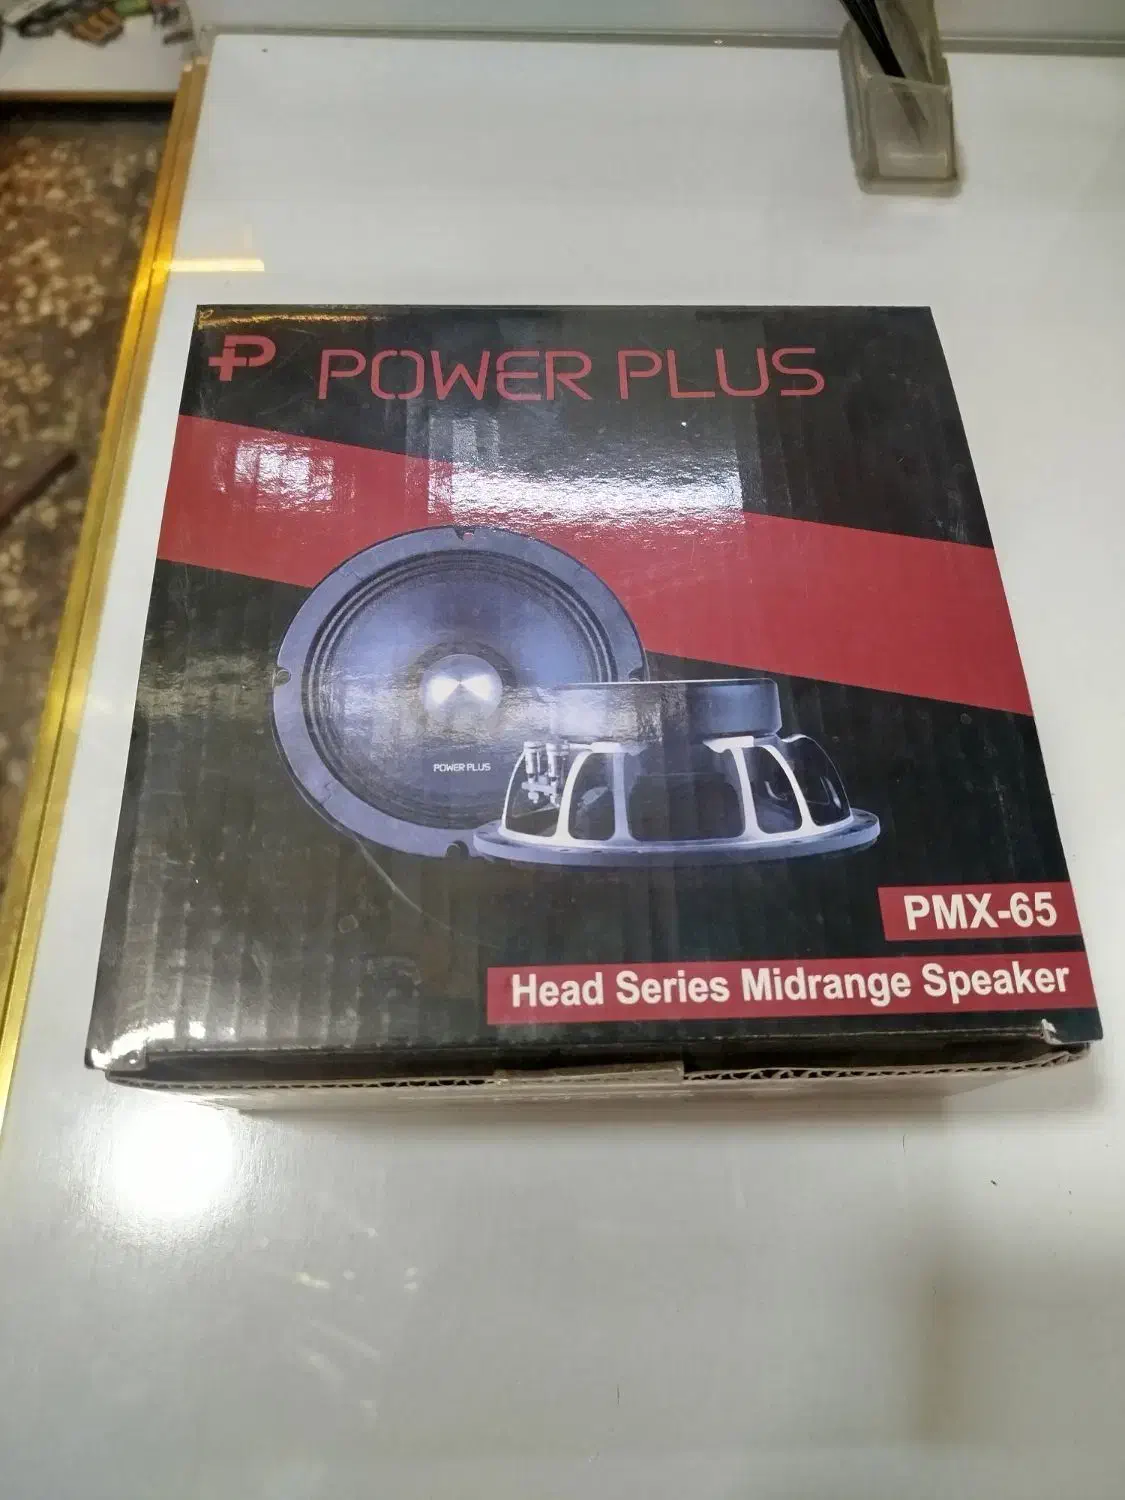 POWER PLUS
POWER PLUS
PMX-65
Head Series Midrange Speaker